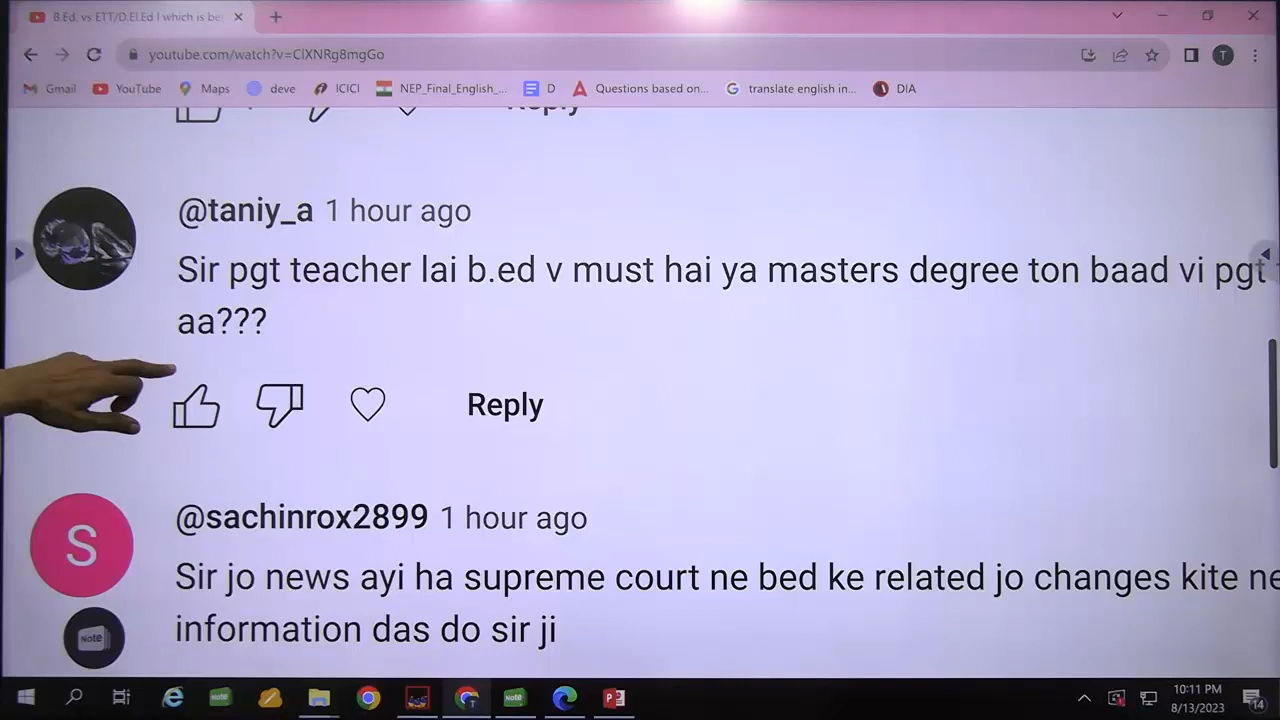 B.Ed. vs ETT/D.El.Ed I which is be
youtube.com/watch?v=ClXNRg8mgGo
T
Gmail YouTube Maps deve ICICI NEP_Final_English_... D Questions based on... translate english in... DIA
Reply
@taniy_a 1 hour ago
Sir pgt teacher lai b.ed v must hai ya masters degree ton baad vi pgt
aa???
Reply
S
@sachinrox2899 1 hour ago
Sir jo news ayi ha supreme court ne bed ke related jo changes kite ne
Note
information das do sir ji
10:11 PM
8/13/2023
14